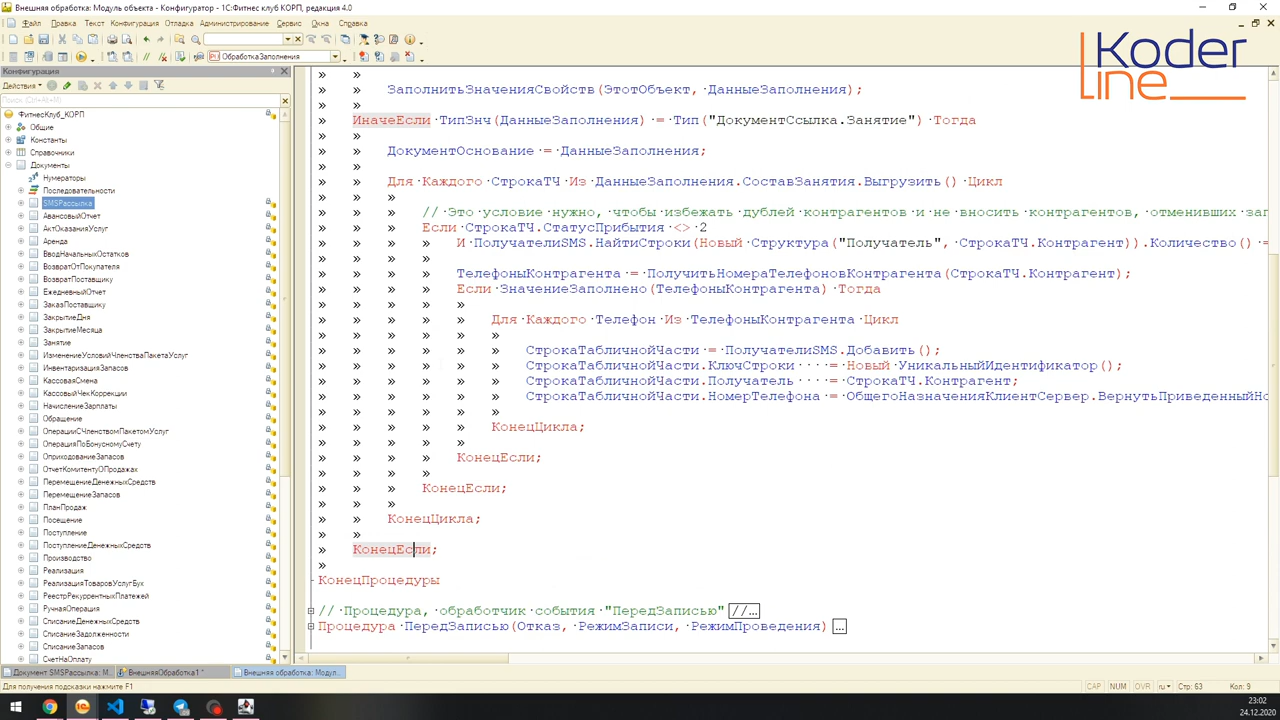 Внешняя обработка: Модуль объекта - Конфигуратор - 1С:Фитнес клуб КОРП, редакция 4.0
Файл Правка Текст Конфигурация Отладка Администрирование Сервис Окна Справка
ОбработкаЗаполнения
Koder
line
Конфигурация
Действия
Поиск (Ctrl+Alt+M)
ФитнесКлуб_КОРП
Общие
Константы
Справочники
Документы
Нумераторы
Последовательности
SMSРассылка
АвансовыйОтчет
АктОказанияУслуг
Аренда
ВводНачальныхОстатков
ВозвратОтПокупателя
ВозвратПоставщику
ЕжедневныйОтчет
ЗаказПоставщику
ЗакрытиеДня
ЗакрытиеМесяца
Занятие
ИзменениеУсловийЧленстваПакетаУслуг
ИнвентаризацияЗапасов
КассоваяСмена
КассовыйЧекКоррекции
НачислениеЗарплаты
Обращение
ОперацииСЧленствомПакетомУслуг
ОперацияПоБонусномуСчету
ОприходованиеЗапасов
ОтчетКомитентуОПродажах
ПеремещениеДенежныхСредств
ПеремещениеЗапасов
ПланПродаж
Посещение
Поступление
ПоступлениеДенежныхСредств
Производство
Реализация
РеализацияТоваровУслугБух
РеестрРекуррентныхПлатежей
РучнаяОперация
СписаниеДенежныхСредств
СписаниеЗадолженности
СписаниеЗапасов
СчетНаОплату
ЗаполнитьЗначенияСвойств(ЭтотОбъект, ДанныеЗаполнения);
ИначеЕсли ТипЗнч(ДанныеЗаполнения) = Тип("ДокументСсылка.Занятие") Тогда
ДокументОснование = ДанныеЗаполнения;
Для Каждого СтрокаТЧ Из ДанныеЗаполнения.СоставЗанятия.Выгрузить() Цикл
// Это условие нужно, чтобы избежать дублей контрагентов и не вносить контрагентов, отменивших
Если СтрокаТЧ.СтатусПрибытия <> 2
И ПолучателиSMS.НайтиСтроки(Новый Структура("Получатель", СтрокаТЧ.Контрагент)).Количество() =
ТелефоныКонтрагента = ПолучитьНомераТелефоновКонтрагента(СтрокаТЧ.Контрагент);
Если ЗначениеЗаполнено(ТелефоныКонтрагента) Тогда
Для Каждого Телефон Из ТелефоныКонтрагента Цикл
СтрокаТабличнойЧасти = ПолучателиSMS.Добавить();
СтрокаТабличнойЧасти.КлючСтроки = Новый УникальныйИдентификатор();
СтрокаТабличнойЧасти.Получатель = СтрокаТЧ.Контрагент;
СтрокаТабличнойЧасти.НомерТелефона = ОбщегоНазначенияКлиентСервер.ВернутьПриведенныйНо
КонецЦикла;
КонецЕсли;
КонецЕсли;
КонецЦикла;
КонецЕсли;
КонецПроцедуры
// Процедура, обработчик события "ПередЗаписью" //...
Процедура ПередЗаписью(Отказ, РежимЗаписи, РежимПроведения) ...
Документ SMSРассылка: М... ВнешняяОбработка1 * Внешняя обработка: Модул...
Для получения подсказки нажмите F1
CAP NUM OVR ru Стр: 63 Кол: 9
23:02
24.12.2020